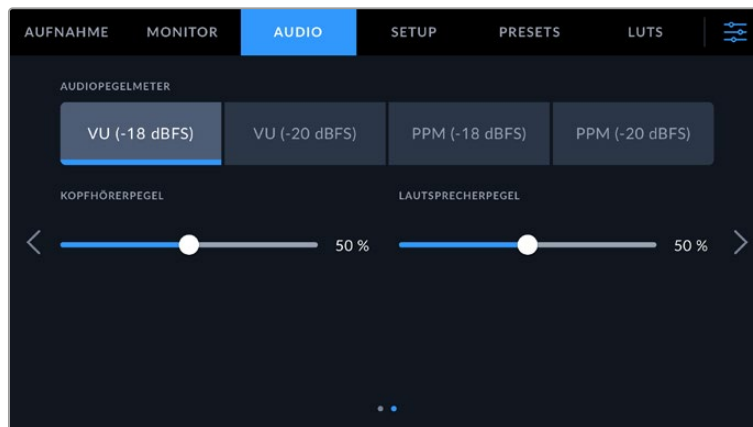 AUFNAHME MONITOR AUDIO SETUP PRESETS LUTS
AUDIOPEGELMETER
VU (-18 dBFS) VU (-20 dBFS) PPM (-18 dBFS) PPM (-20 dBFS)
KOPFHÖRERPEGEL LAUTSPRECHERPEGEL
50 % 50 %